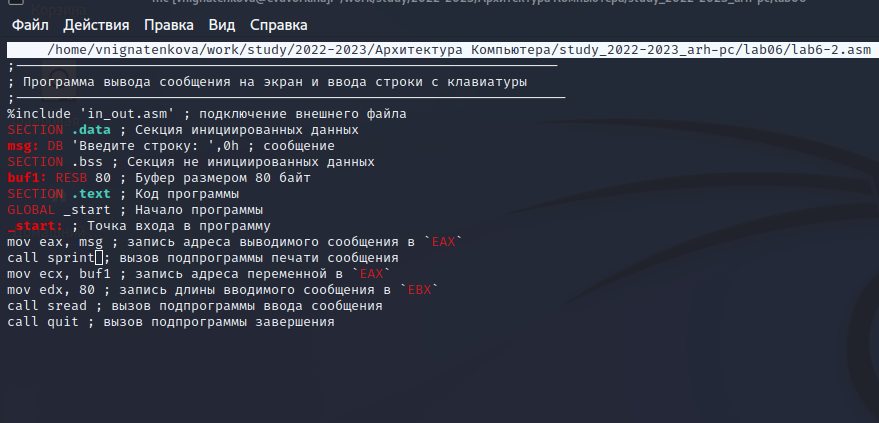 Файл Действия Правка Вид Справка
/home/vnignatenkova/work/study/2022-2023/Архитектура Компьютера/study_2022-2023_arh-pc/lab06/lab6-2.asm
;--------------------------------------------------------------------
; Программа вывода сообщения на экран и ввода строки с клавиатуры
;---------------------------------------------------------------------
%include 'in_out.asm' ; подключение внешнего файла
SECTION .data ; Секция инициированных данных
msg: DB 'Введите строку: ',0h ; сообщение
SECTION .bss ; Секция не инициированных данных
buf1: RESB 80 ; Буфер размером 80 байт
SECTION .text ; Код программы
GLOBAL _start ; Начало программы
_start: ; Точка входа в программу
mov eax, msg ; запись адреса выводимого сообщения в `EAX`
call sprint ; вызов подпрограммы печати сообщения
mov ecx, buf1 ; запись адреса переменной в `EAX`
mov edx, 80 ; запись длины вводимого сообщения в `EBX`
call sread ; вызов подпрограммы ввода сообщения
call quit ; вызов подпрограммы завершения